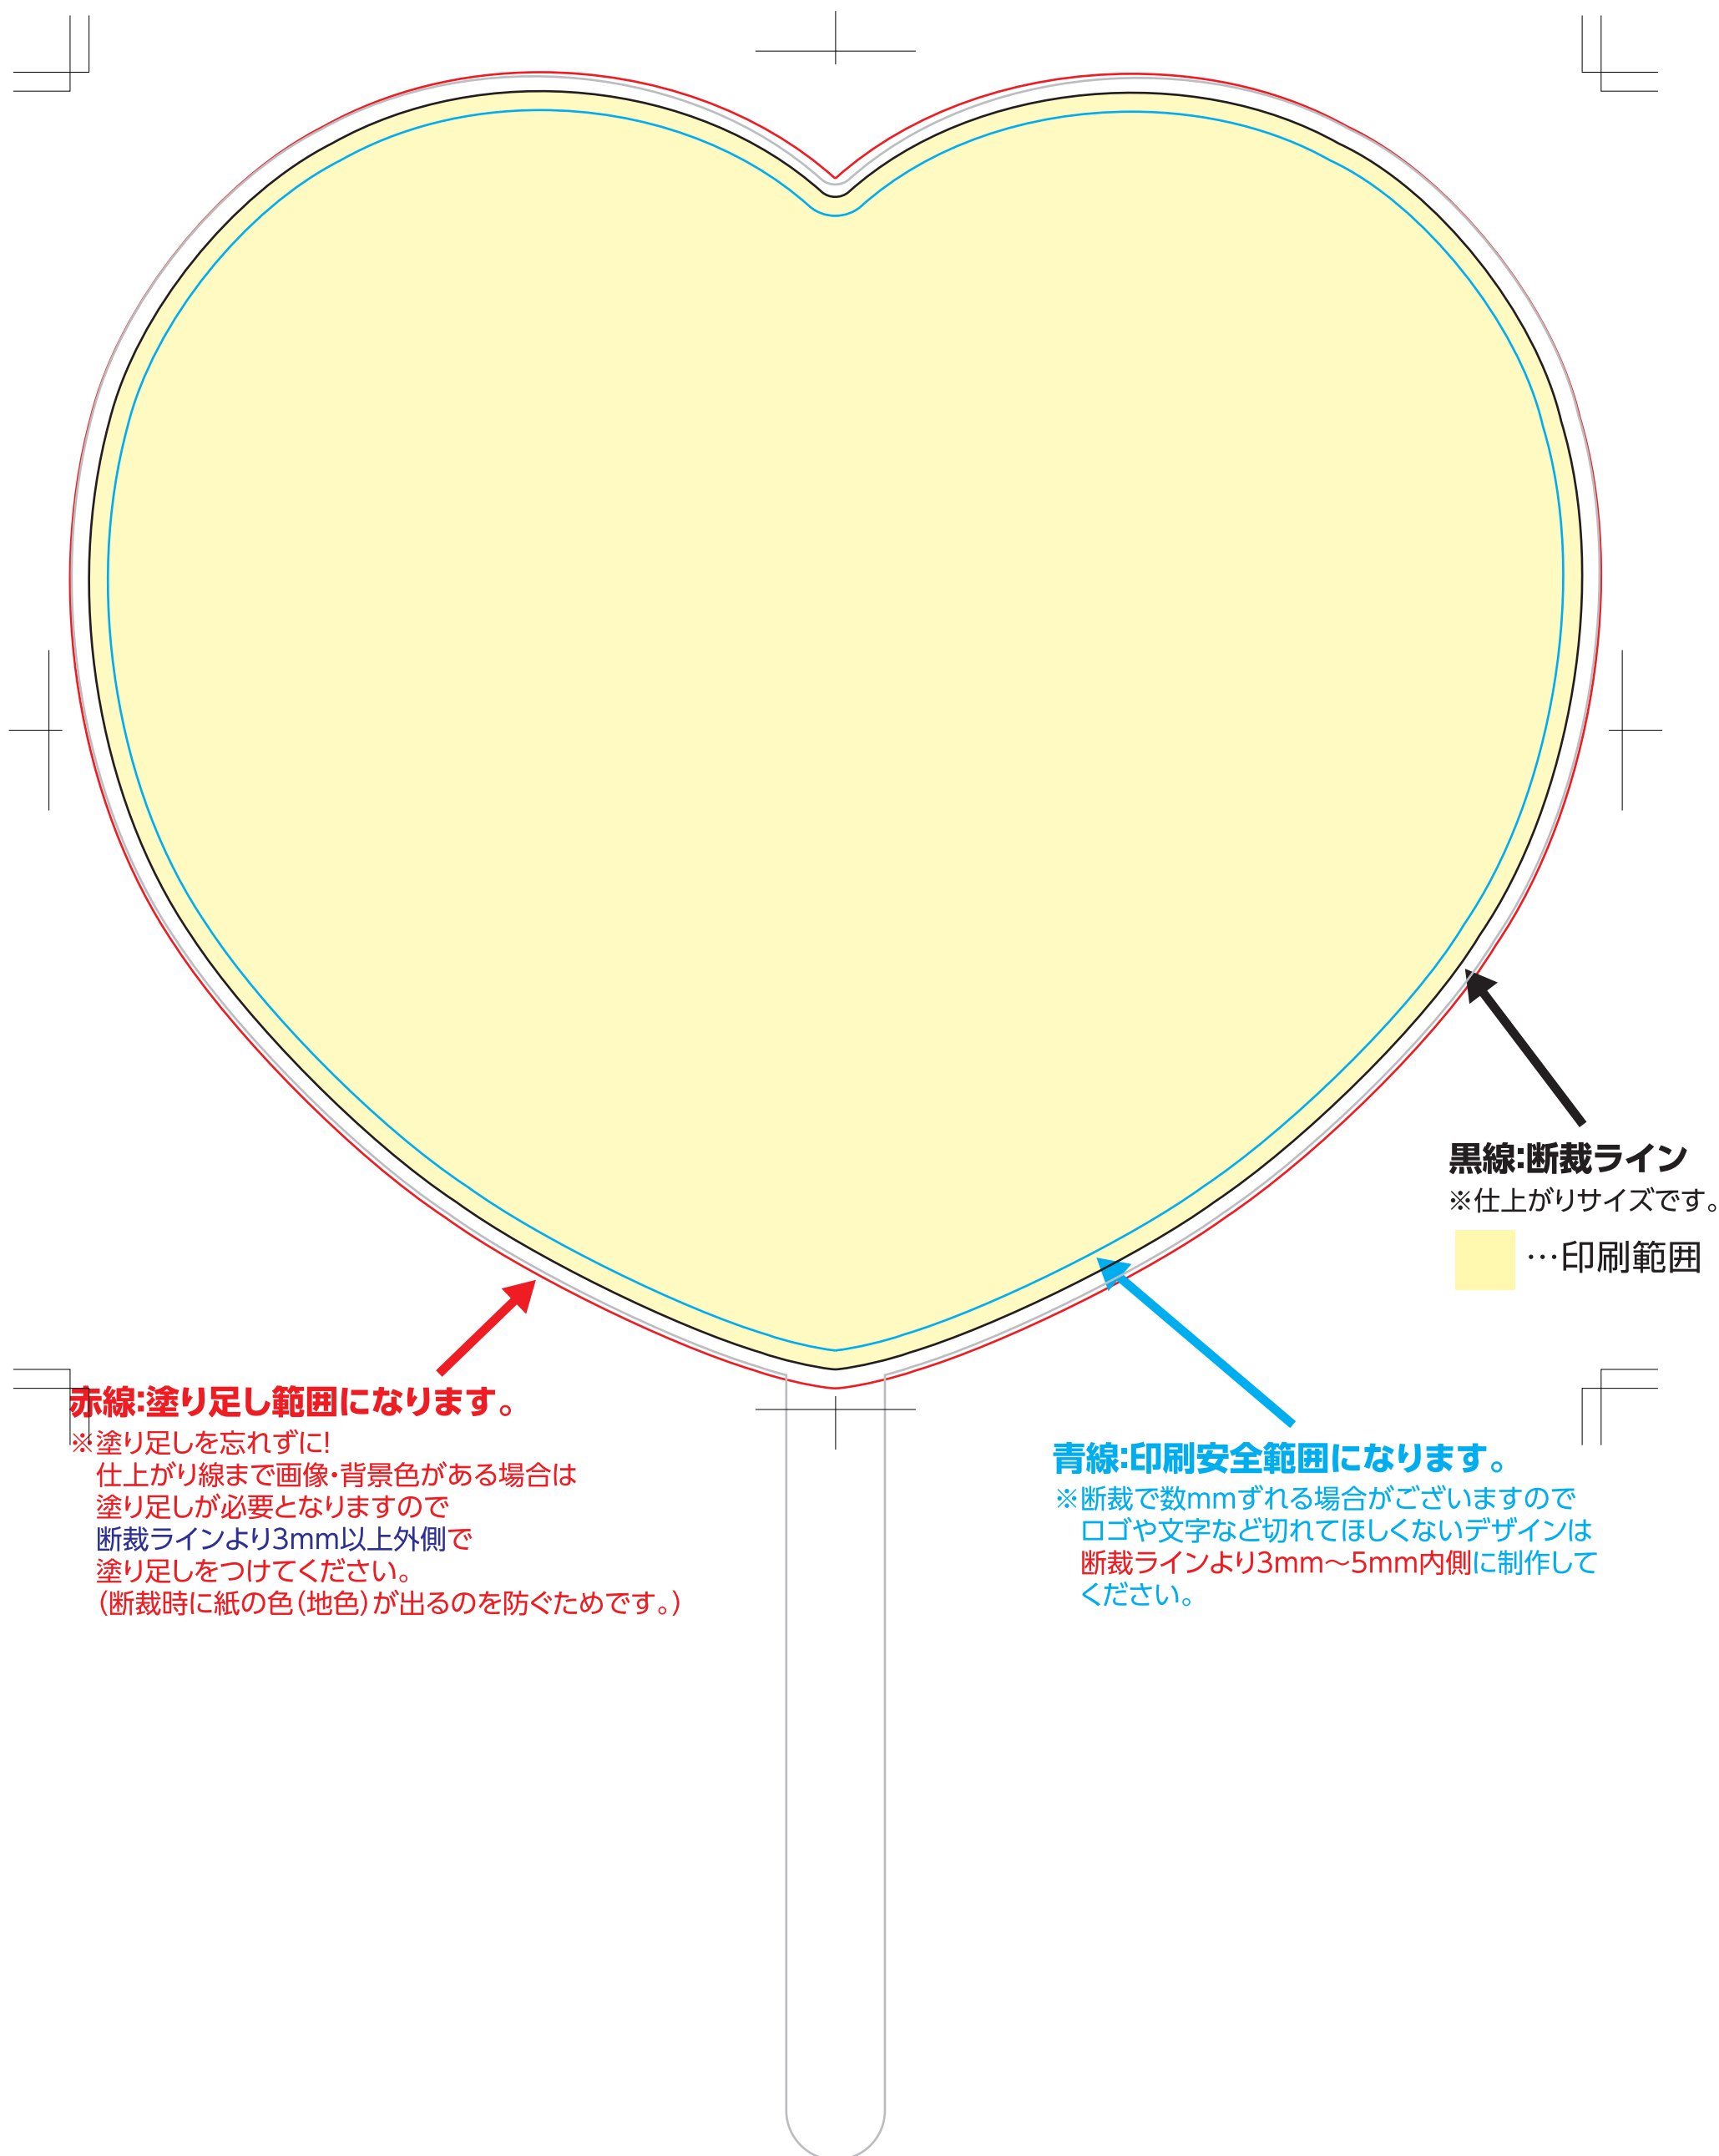 黒線:断裁ライン
※仕上がりサイズです。
…印刷範囲
赤線:塗り足し範囲になります。
※塗り足しを忘れずに!
仕上がり線まで画像・背景色がある場合は
塗り足しが必要となりますので
断裁ラインより3mm以上外側で
塗り足しをつけてください。
(断裁時に紙の色(地色)が出るのを防ぐためです。)
青線:印刷安全範囲になります。
※断裁で数mmずれる場合がございますので
ロゴや文字など切れてほしくないデザインは
断裁ラインより3mm〜5mm内側に制作して
ください。